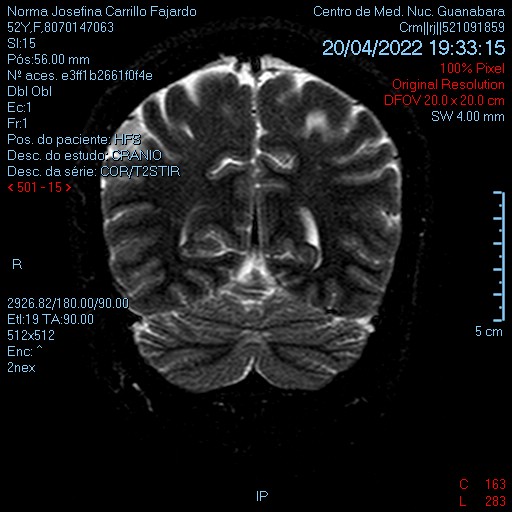 Norma Josefina Carrillo Fajardo
52Y,F,8070147063
Sl:15
Pós:56.00 mm
Nº aces. e3ff1b2661f0f4e
Dbl Obl
Ec:1
Fr:1
Pos. do paciente: HFS
Desc. do estudo: CRANIO
Desc. da série: COR/T2STIR
< 501 - 15 >
Centro de Med. Nuc. Guanabara
Crm||rj||521091859
20/04/2022 19:33:15
100% Pixel
Original Resolution
DFOV 20.0 x 20.0 cm
SW 4.00 mm
R
5 cm
2926.82/180.00/90.00
Etl:19 TA:90.00
512x512
Enc: ^
2nex
IP
C 163
L 283